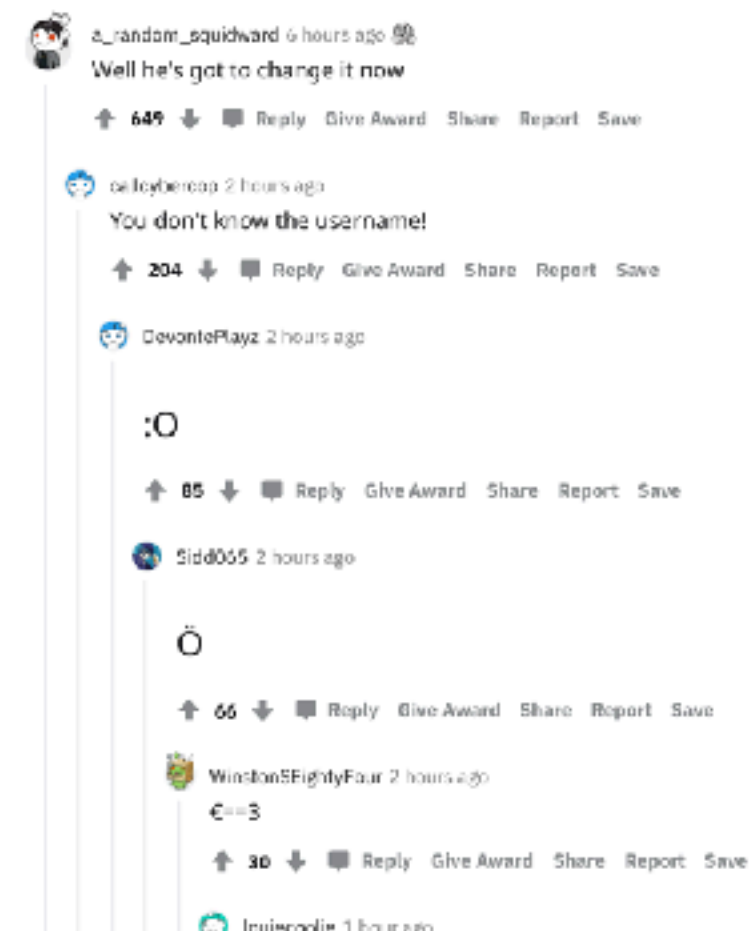 a_random_squidward 6 hours ago
Well he's got to change it now
649 Reply Give Award Share Report Save
2 hours ago
You don't know the username!
204 Reply Give Award Share Report Save
DevontePlayz 2 hours ago
:O
85 Reply Give Award Share Report Save
Sidd065 2 hours ago
Ö
66 Reply Give Award Share Report Save
WinstonSEightyFour 2 hours ago
€==3
30 Reply Give Award Share Report Save
1 hour ago